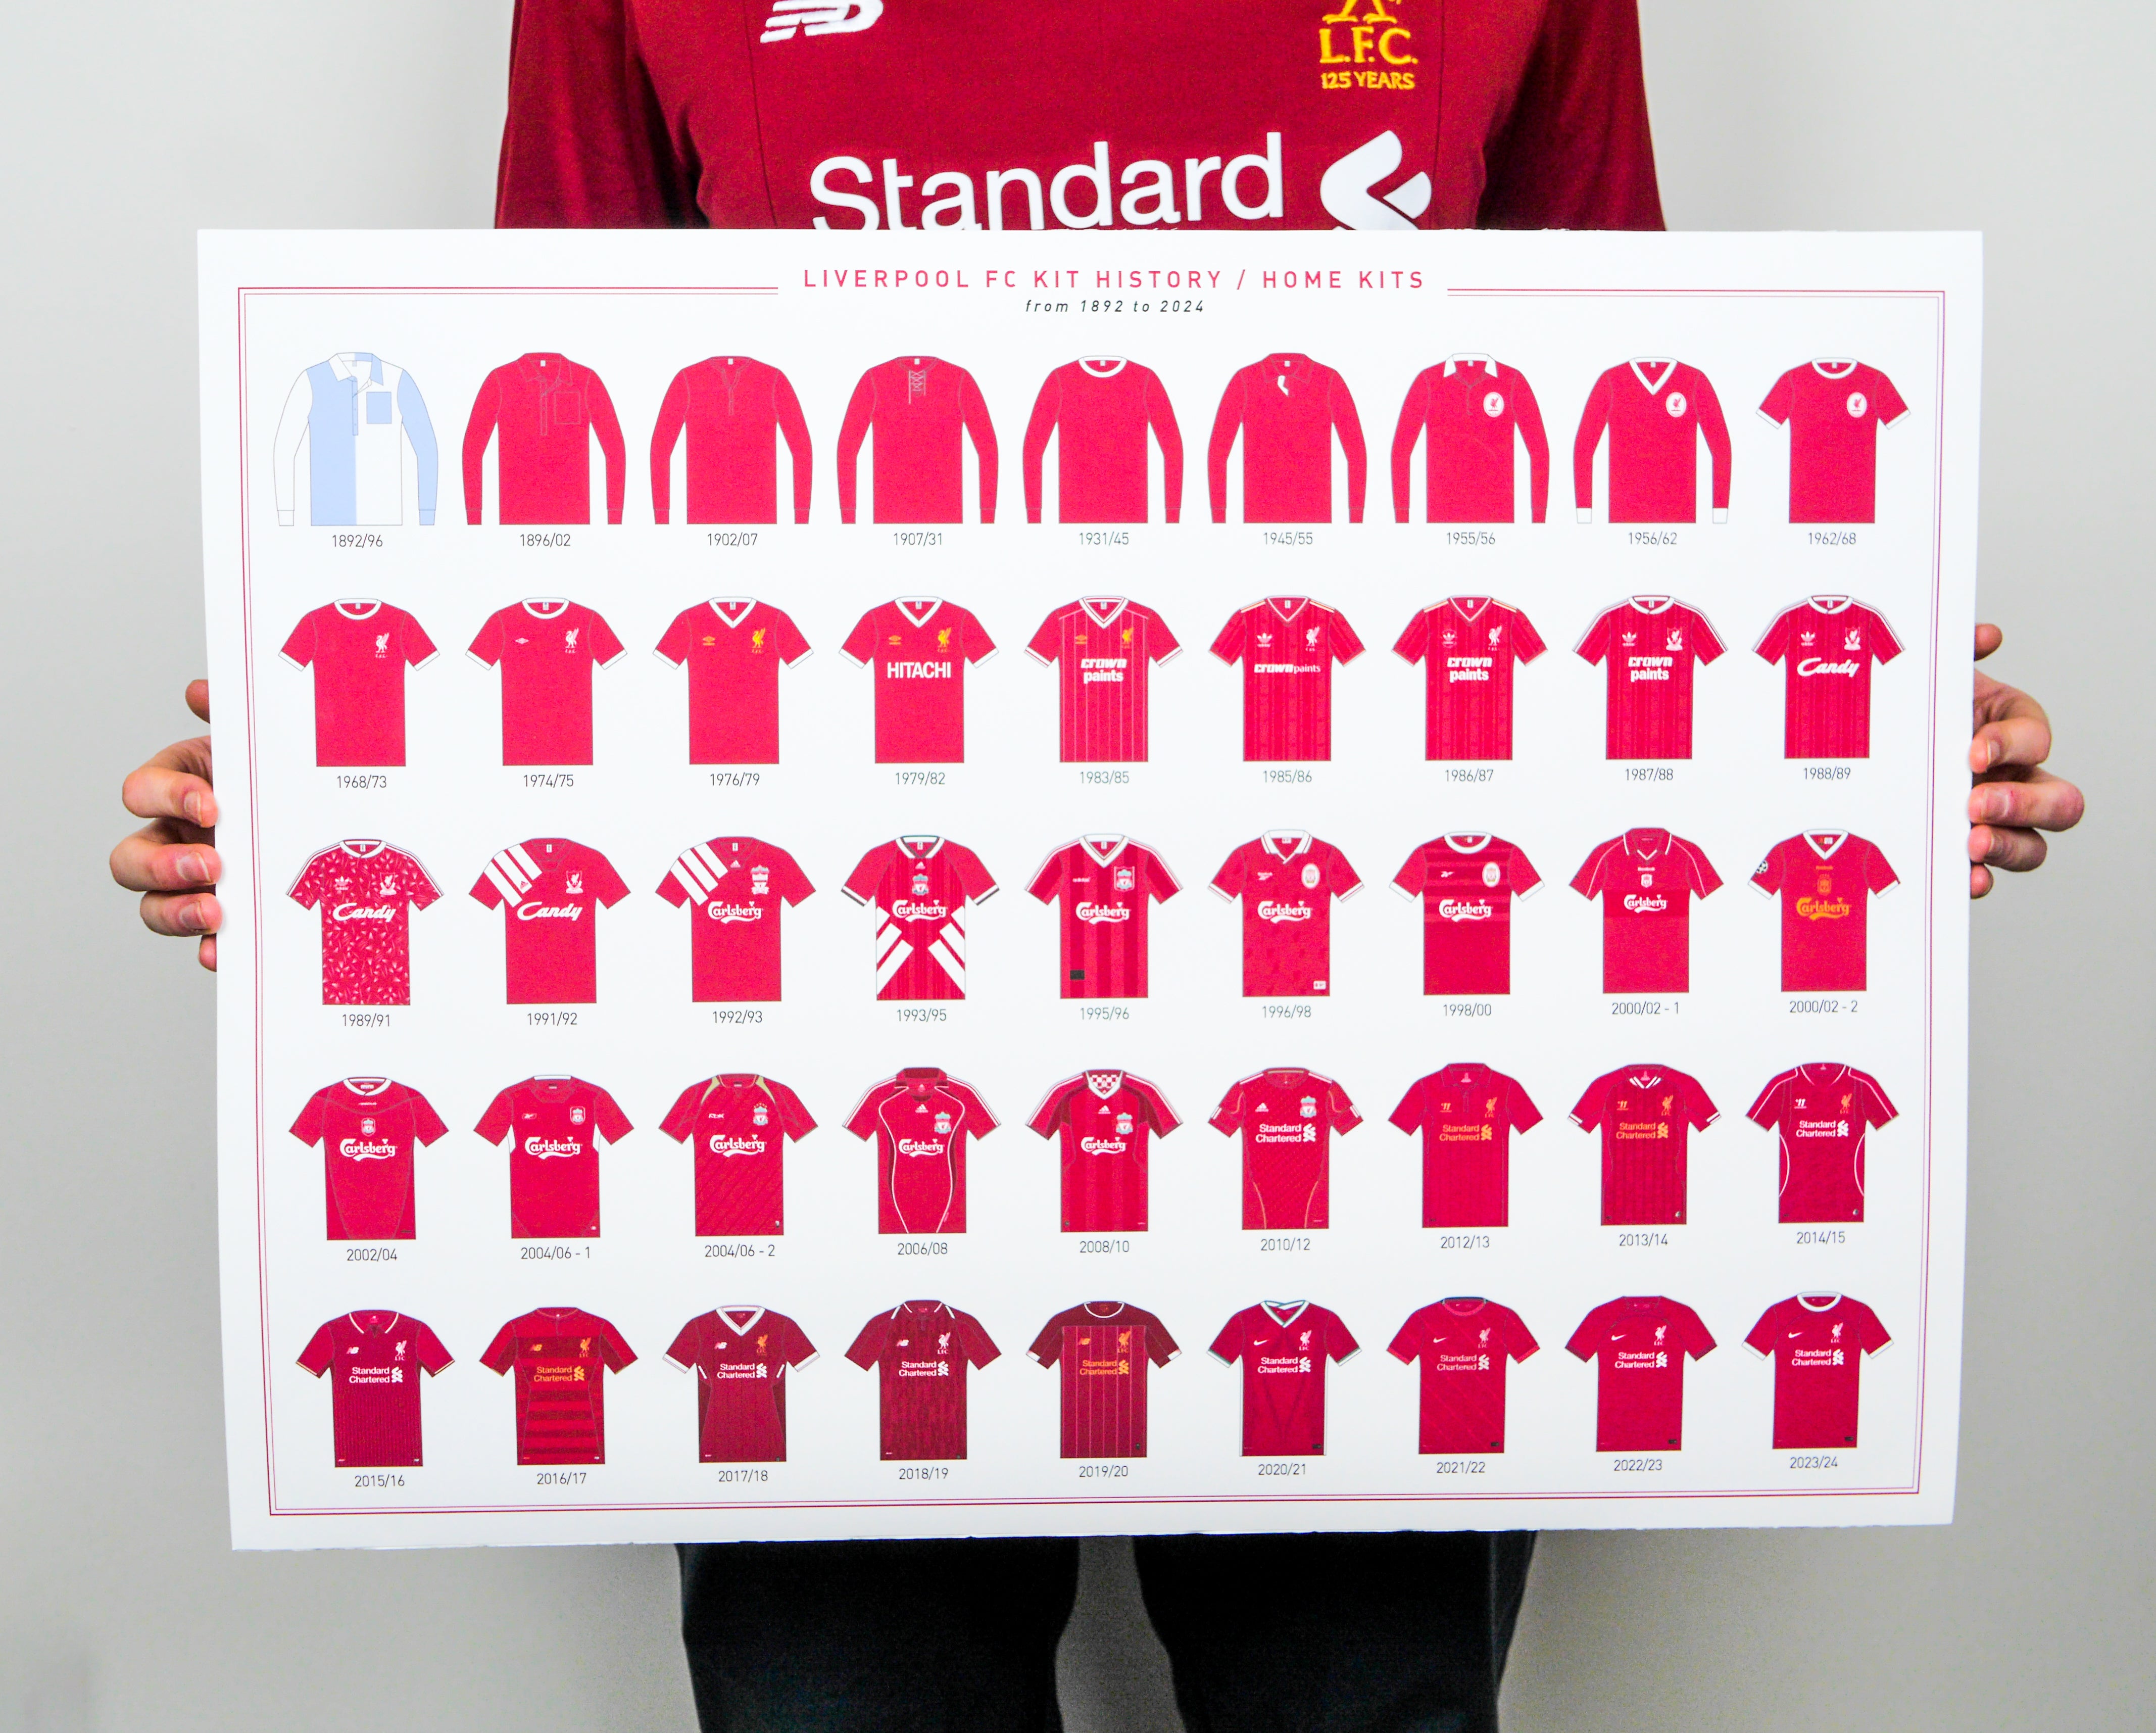 L.F.C.
125 YEARS
Standard
LIVERPOOL FC KIT HISTORY / HOME KITS
from 1892 to 2024
1892/96
1896/02
1902/07
1907/31
1931/45
1945/55
1955/56
1956/62
1962/68
HITACHI
crown
paints
crownpaints
crown
paints
crown
paints
Candy
1968/73
1974/75
1976/79
1979/82
1983/85
1985/86
1986/87
1987/88
1988/89
Candy
Candy
Carlsberg
Carlsberg
Carlsberg
Carlsberg
Carlsberg
Carlsberg
Carlsberg
1989/91
1991/92
1992/93
1993/95
1995/96
1996/98
1998/00
2000/02 - 1
2000/02 - 2
Carlsberg
Carlsberg
Carlsberg
Carlsberg
Carlsberg
Standard
Chartered
Standard
Chartered
Standard
Chartered
Standard
Chartered
2002/04
2004/06 - 1
2004/06 - 2
2006/08
2008/10
2010/12
2012/13
2013/14
2014/15
Standard
Chartered
Standard
Chartered
Standard
Chartered
Standard
Chartered
Standard
Chartered
Standard
Chartered
Standard
Chartered
Standard
Chartered
Standard
Chartered
2015/16
2016/17
2017/18
2018/19
2019/20
2020/21
2021/22
2022/23
2023/24